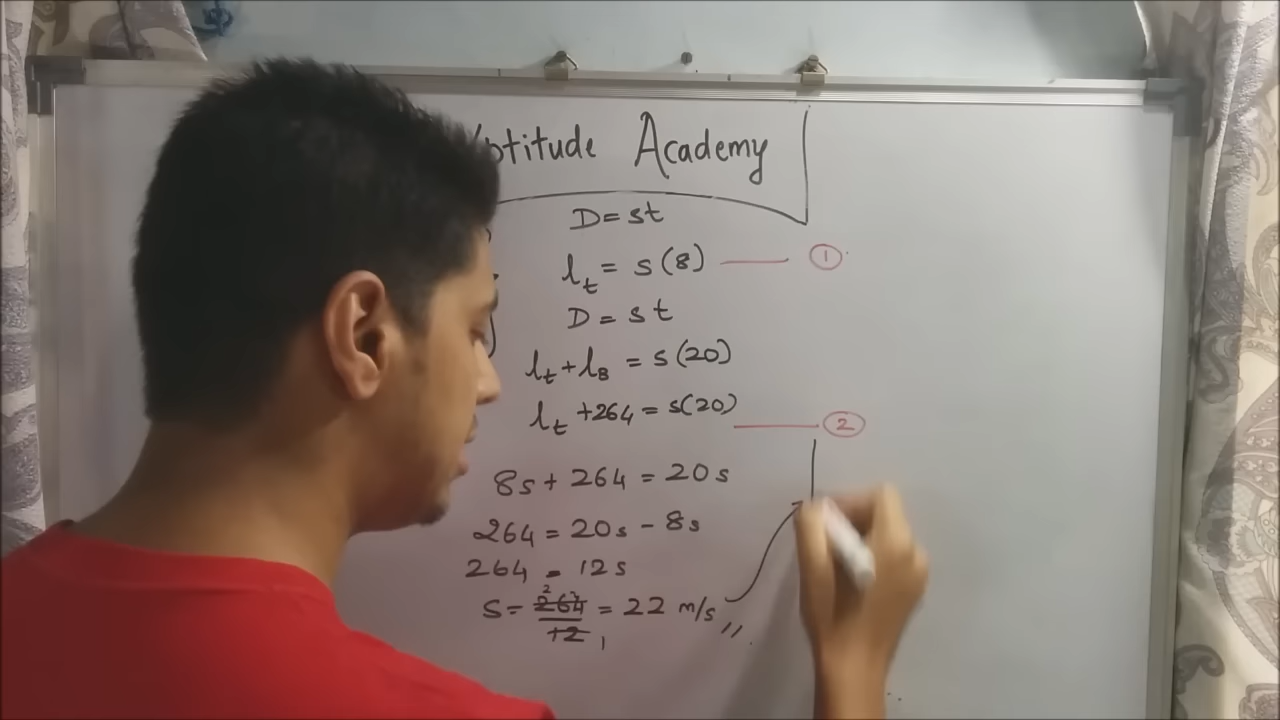 Aptitude Academy
D = st
lt = s(8) ①
D = st
lt + lB = s(20)
lt + 264 = s(20) ②
8s + 264 = 20s
264 = 20s - 8s
264 = 12s
s = 264/12 = 22 m/s